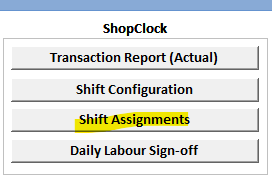 ShopClock
Transaction Report (Actual)
Shift Configuration
Shift Assignments
Daily Labour Sign-off